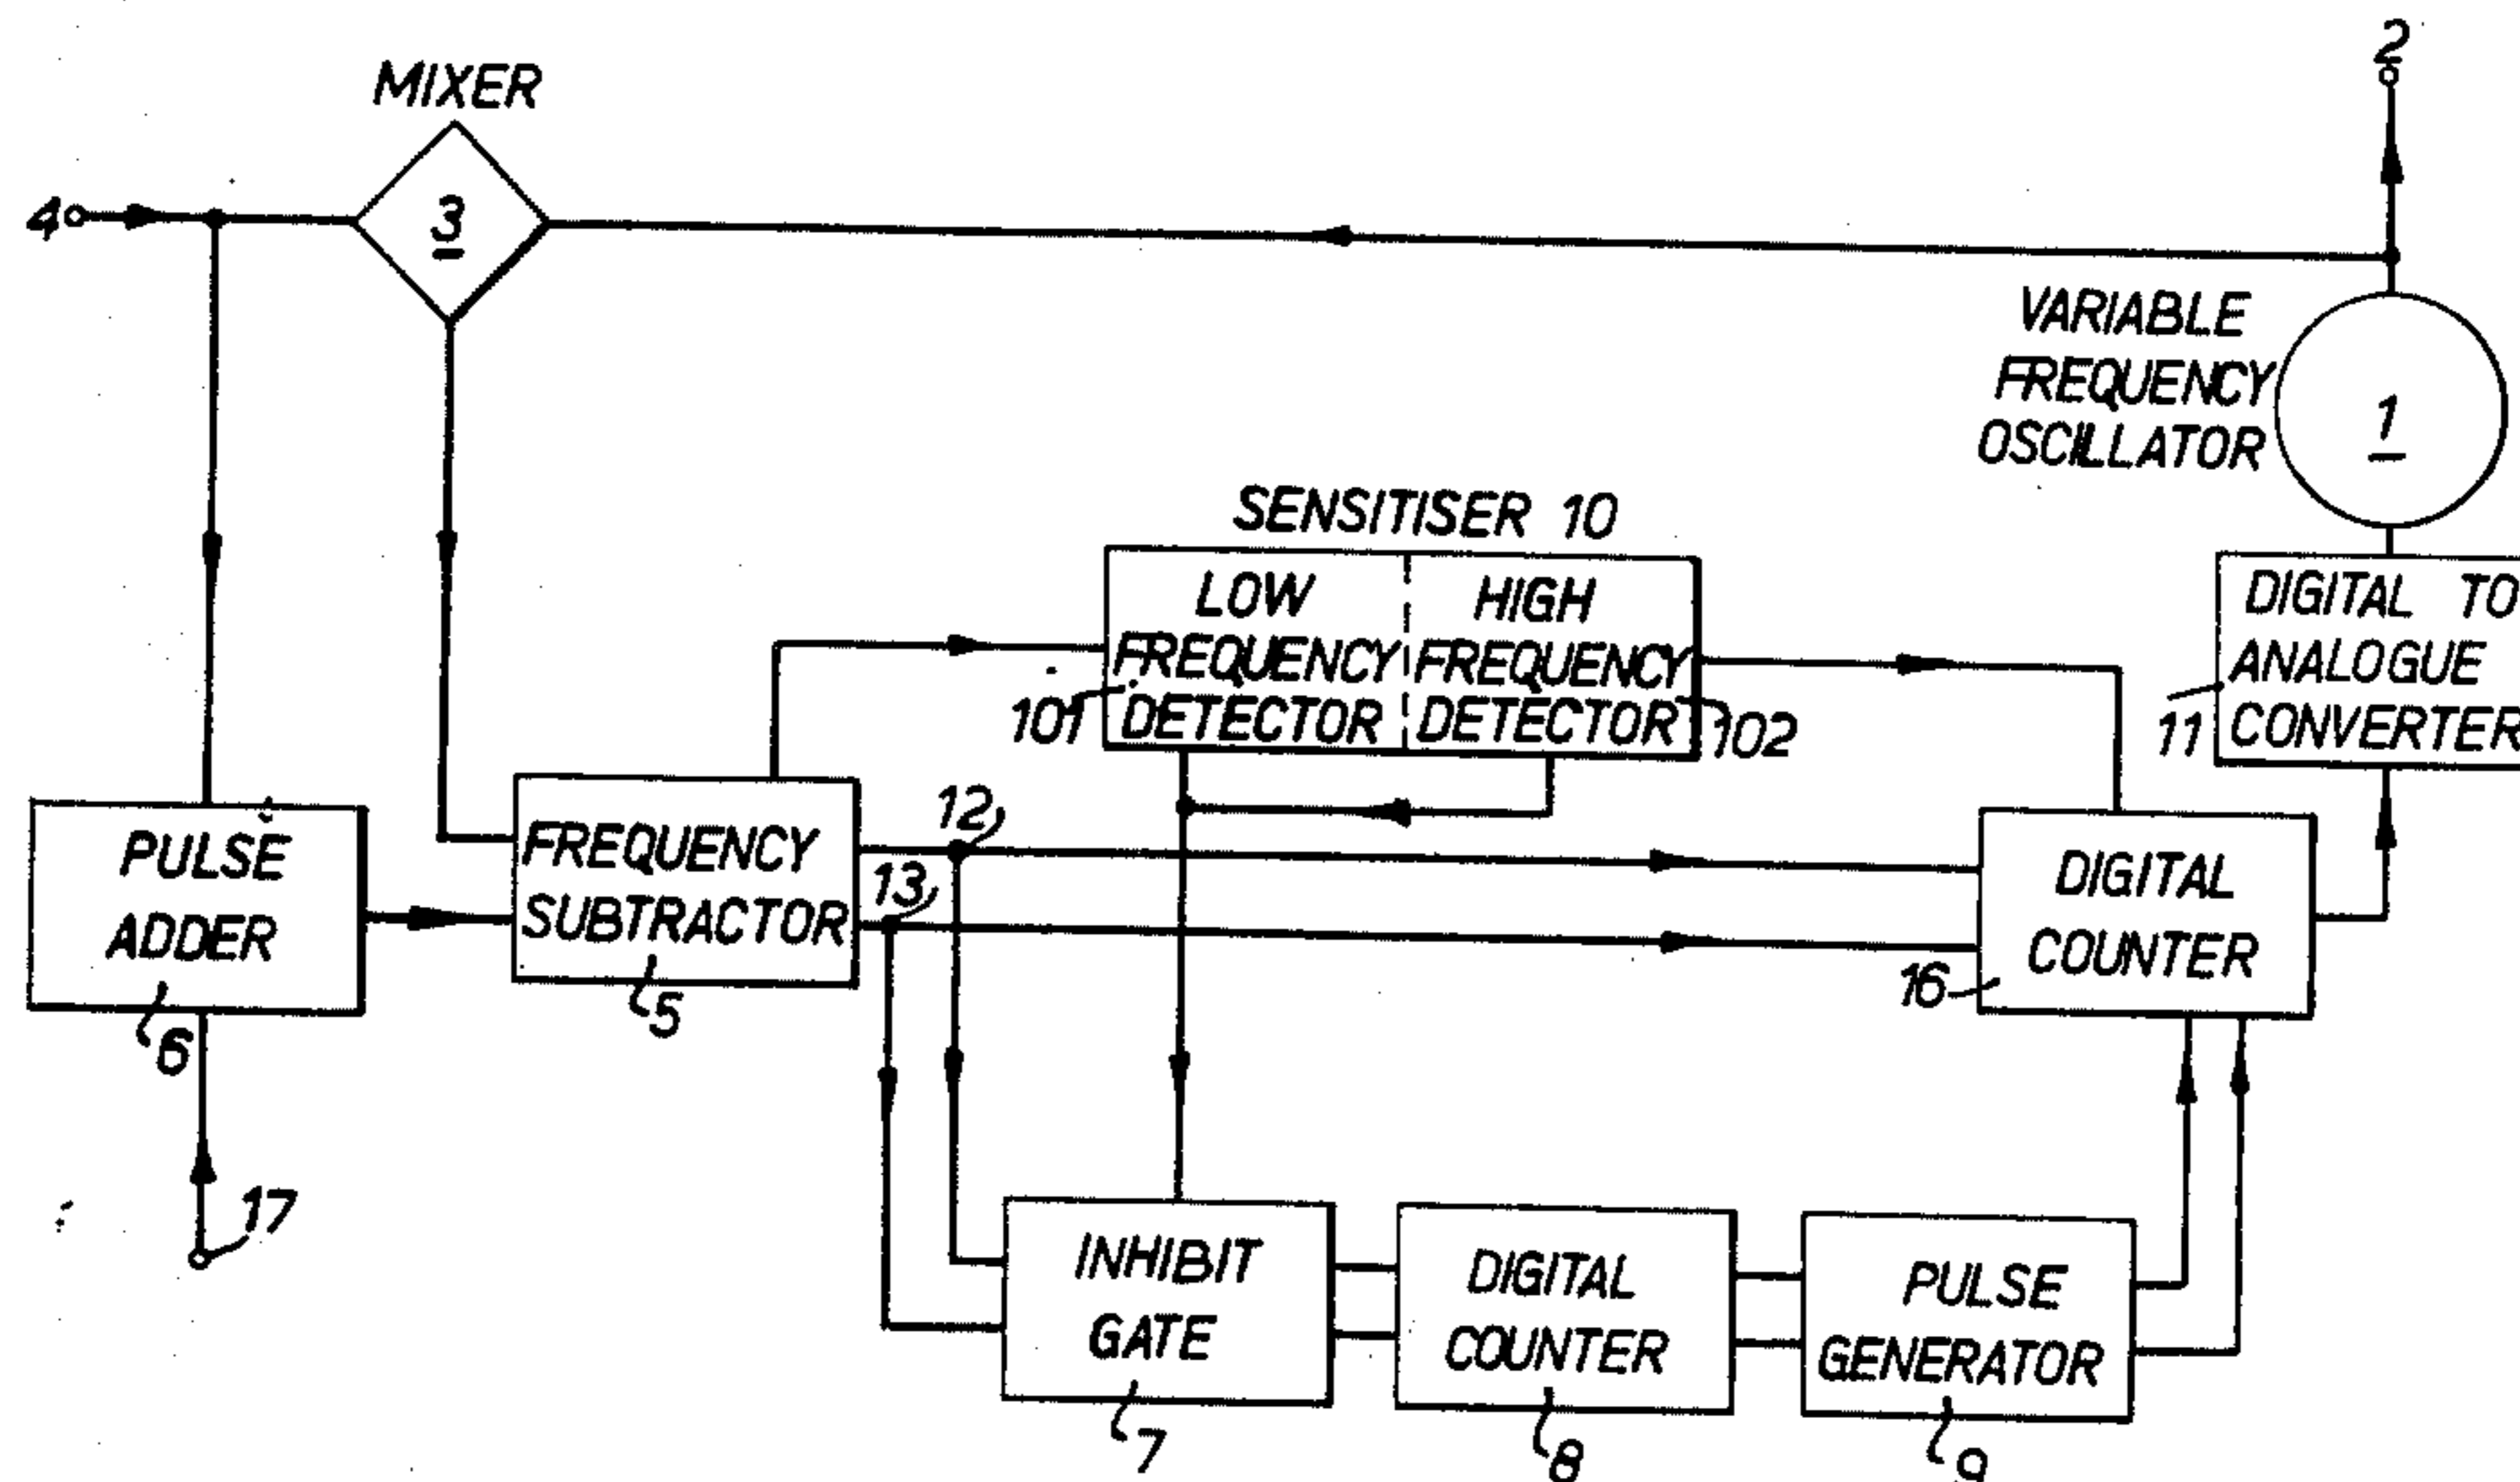 2
MIXER
4
3
VARIABLE
FREQUENCY
OSCILLATOR
1
SENSITISER 10
LOW
FREQUENCY
DETECTOR
101
HIGH
FREQUENCY
DETECTOR
102
DIGITAL TO
ANALOGUE
CONVERTER
11
PULSE
ADDER
6
FREQUENCY
SUBTRACTOR
5
12
13
DIGITAL
COUNTER
16
17
INHIBIT
GATE
7
DIGITAL
COUNTER
8
PULSE
GENERATOR
9